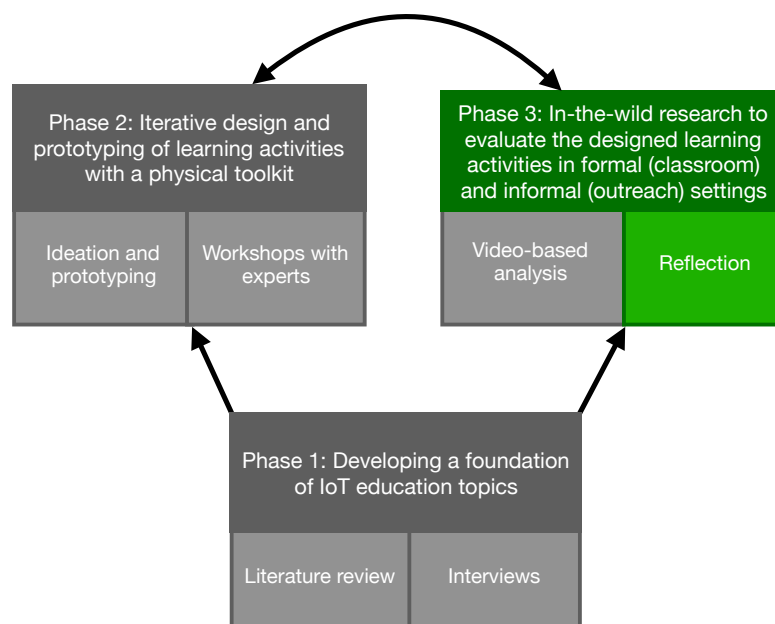 Phase 2: Iterative design and
prototyping of learning activities
with a physical toolkit
Ideation and
prototyping
Workshops with
experts
Phase 3: In-the-wild research to
evaluate the designed learning
activities in formal (classroom)
and informal (outreach) settings
Video-based
analysis
Reflection
Phase 1: Developing a foundation
of IoT education topics
Literature review
Interviews